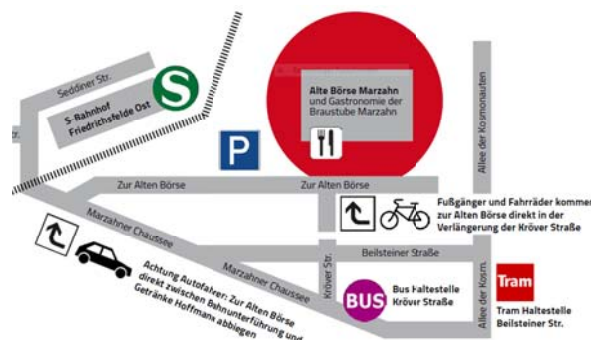 Seddiner Str.
S-Bahnhof
Friedrichsfelde Ost
S
Str.
Alte Börse Marzahn
und Gastronomie der
Braustube Marzahn
P
Zur Alten Börse
Zur Alten Börse
Allee der Kosmonauten
Fußgänger und Fahrräder kommen
zur Alten Börse direkt in der
Verlängerung der Kröver Straße
Marzahner Chaussee
Marzahner Chaussee
Achtung Autofahrer: Zur Alten Börse
direkt zwischen Bahnunterführung und
Getränke Hoffmann abbiegen
Kröver Str.
Beilsteiner Straße
BUS
Bus Haltestelle
Kröver Straße
Allee der Kosm.
Tram
Tram Haltestelle
Beilsteiner Str.